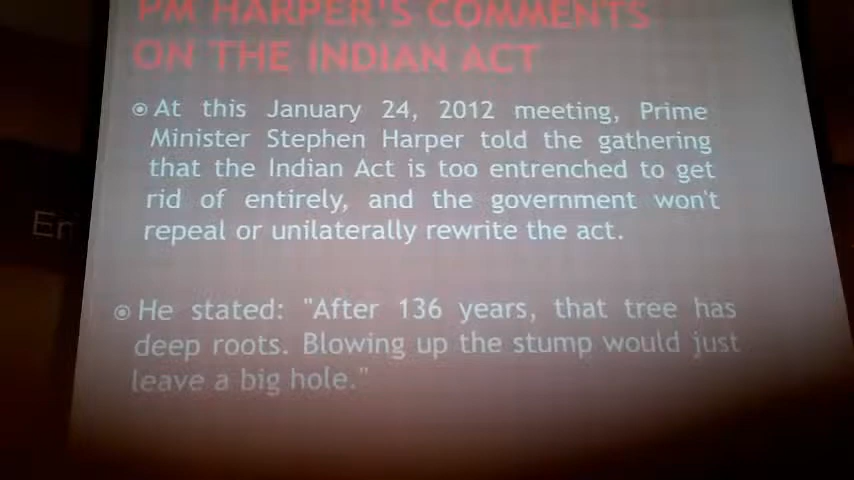 PM HARPER'S COMMENTS
ON THE INDIAN ACT
At this January 24, 2012 meeting, Prime
Minister Stephen Harper told the gathering
that the Indian Act is too entrenched to get
rid of entirely, and the government won't
repeal or unilaterally rewrite the act.
He stated: "After 136 years, that tree has
deep roots. Blowing up the stump would just
leave a big hole."